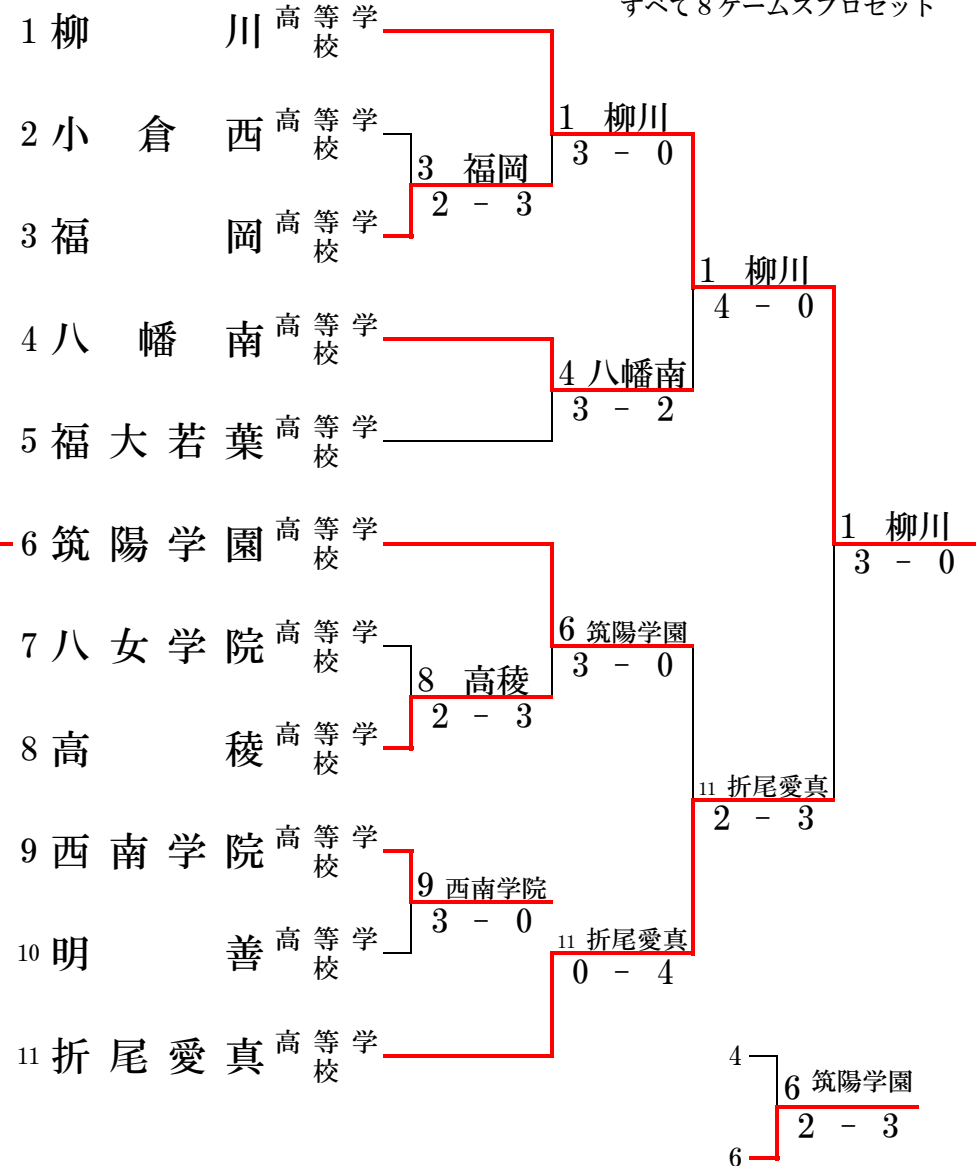 すべて8ゲームズプロセット
1 柳川 高等学校
2 小倉西 高等学校
3 福岡 高等学校
4 八幡南 高等学校
5 福大若葉 高等学校
6 筑陽学園 高等学校
7 八女学院 高等学校
8 高稜 高等学校
9 西南学院 高等学校
10 明善 高等学校
11 折尾愛真 高等学校
3 福岡
2 - 3
8 高稜
2 - 3
9 西南学院
3 - 0
1 柳川
3 - 0
4 八幡南
3 - 2
6 筑陽学園
3 - 0
11 折尾愛真
0 - 4
1 柳川
4 - 0
11 折尾愛真
2 - 3
1 柳川
3 - 0
4
6 筑陽学園
2 - 3
6